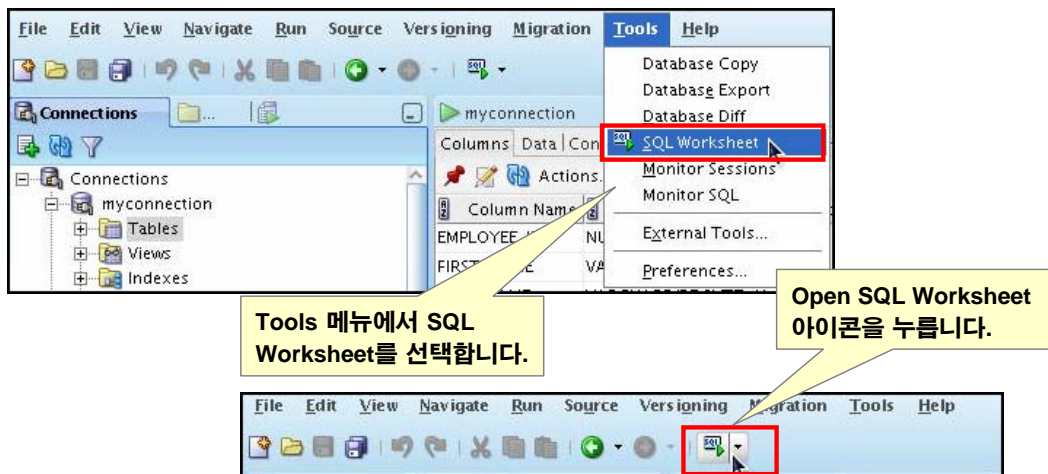 File Edit View Navigate Run Source Versioning Migration Tools Help
Database Copy
Database Export
Database Diff
SQL Worksheet
Monitor Sessions
Monitor SQL
External Tools...
Preferences...
Connections ...
myconnection
Columns Data Con
Actions.
Column Name
EMPLOYEE
NU
FIRST
VA
Connections
myconnection
Tables
Views
Indexes
Tools 메뉴에서 SQL
Worksheet를 선택합니다.
Open SQL Worksheet
아이콘을 누릅니다.
File Edit View Navigate Run Source Versioning Migration Tools Help